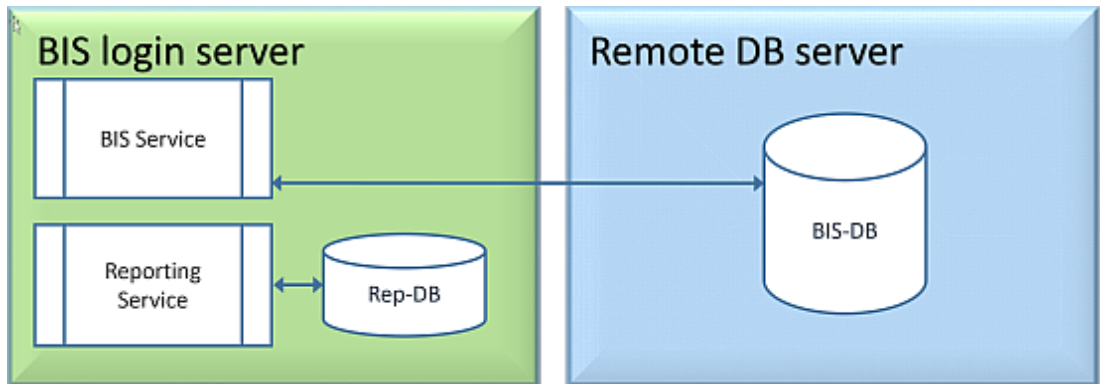 BIS login server
BIS Service
Reporting
Service
Rep-DB
Remote DB server
BIS-DB